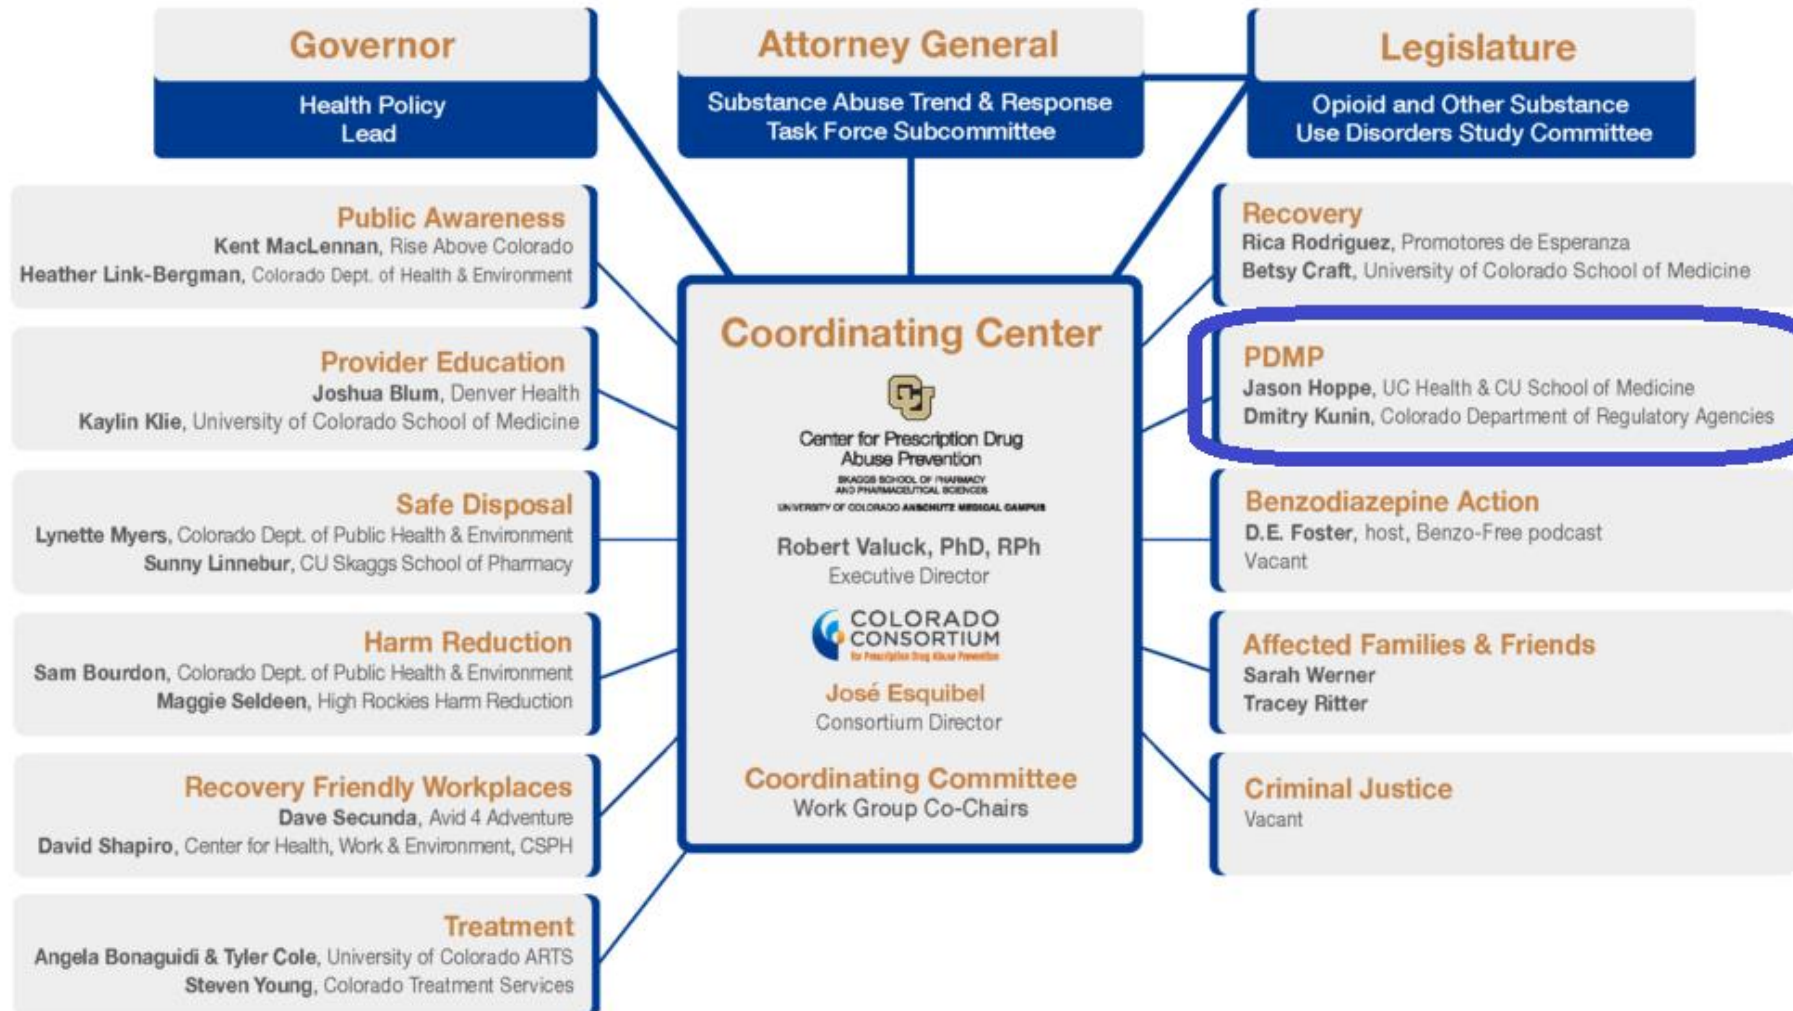 Governor
Health Policy
Lead
Attorney General
Substance Abuse Trend & Response
Task Force Subcommittee
Legislature
Opioid and Other Substance
Use Disorders Study Committee
Public Awareness
Kent MacLennan, Rise Above Colorado
Heather Link-Bergman, Colorado Dept. of Health & Environment
Provider Education
Joshua Blum, Denver Health
Kaylin Klie, University of Colorado School of Medicine
Safe Disposal
Lynette Myers, Colorado Dept. of Public Health & Environment
Sunny Linnebur, CU Skaggs School of Pharmacy
Harm Reduction
Sam Bourdon, Colorado Dept. of Public Health & Environment
Maggie Seldeen, High Rockies Harm Reduction
Recovery Friendly Workplaces
Dave Secunda, Avid 4 Adventure
David Shapiro, Center for Health, Work & Environment, CSPH
Treatment
Angela Bonaguidi & Tyler Cole, University of Colorado ARTS
Steven Young, Colorado Treatment Services
Coordinating Center
CU
Center for Prescription Drug
Abuse Prevention
SKAGGS SCHOOL OF PHARMACY
AND PHARMACEUTICAL SCIENCES
UNIVERSITY OF COLORADO ANSCHUTZ MEDICAL CAMPUS
Robert Valuck, PhD, RPh
Executive Director
COLORADO
CONSORTIUM
for Prescription Drug Abuse Prevention
José Esquibel
Consortium Director
Coordinating Committee
Work Group Co-Chairs
Recovery
Rica Rodriguez, Promotores de Esperanza
Betsy Craft, University of Colorado School of Medicine
PDMP
Jason Hoppe, UC Health & CU School of Medicine
Dmitry Kunin, Colorado Department of Regulatory Agencies
Benzodiazepine Action
D.E. Foster, host, Benzo-Free podcast
Vacant
Affected Families & Friends
Sarah Werner
Tracey Ritter
Criminal Justice
Vacant